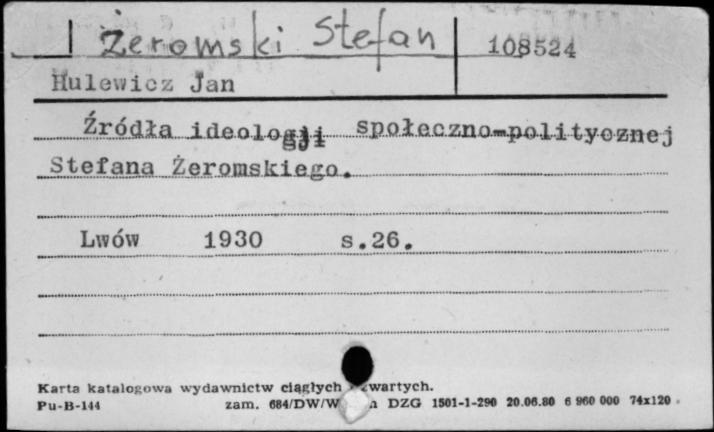 Żeromski Stefan 108524
Hulewicz Jan
Źródła ideologji społeczno-politycznej
Stefana Żeromskiego.
Lwów 1930 s.26.
Karta katalogowa wydawnictw ciągłych zwartych.
Pu-B-144 zam. 684/DW/W DZG 1501-1-290 20.06.80 6 960 000 74x120